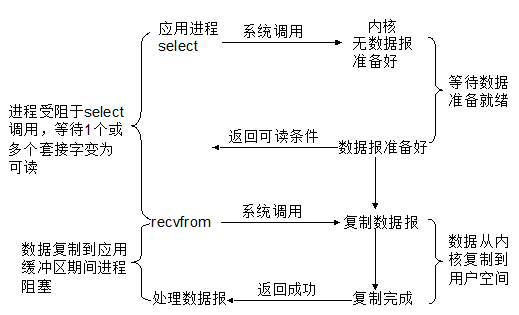 应用进程
select
系统调用
内核
无数据报
准备好
等待数据
准备就绪
进程受阻于select
调用，等待1个或
多个套接字变为
可读
返回可读条件
数据报准备好
recvfrom
系统调用
复制数据报
数据复制到应用
缓冲区期间进程
阻塞
数据从内
核复制到
用户空间
处理数据报
返回成功
复制完成